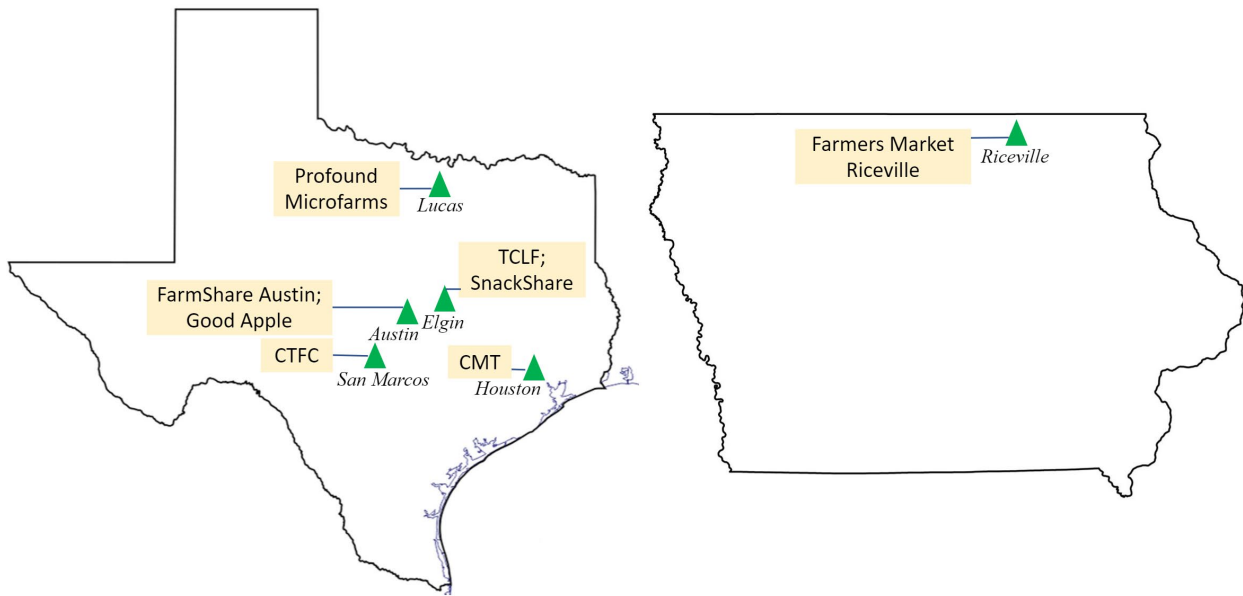 Profound
Microfarms
Lucas
TCLF;
SnackShare
Elgin
FarmShare Austin;
Good Apple
Austin
CTFC
San Marcos
CMT
Houston
Farmers Market
Riceville
Riceville